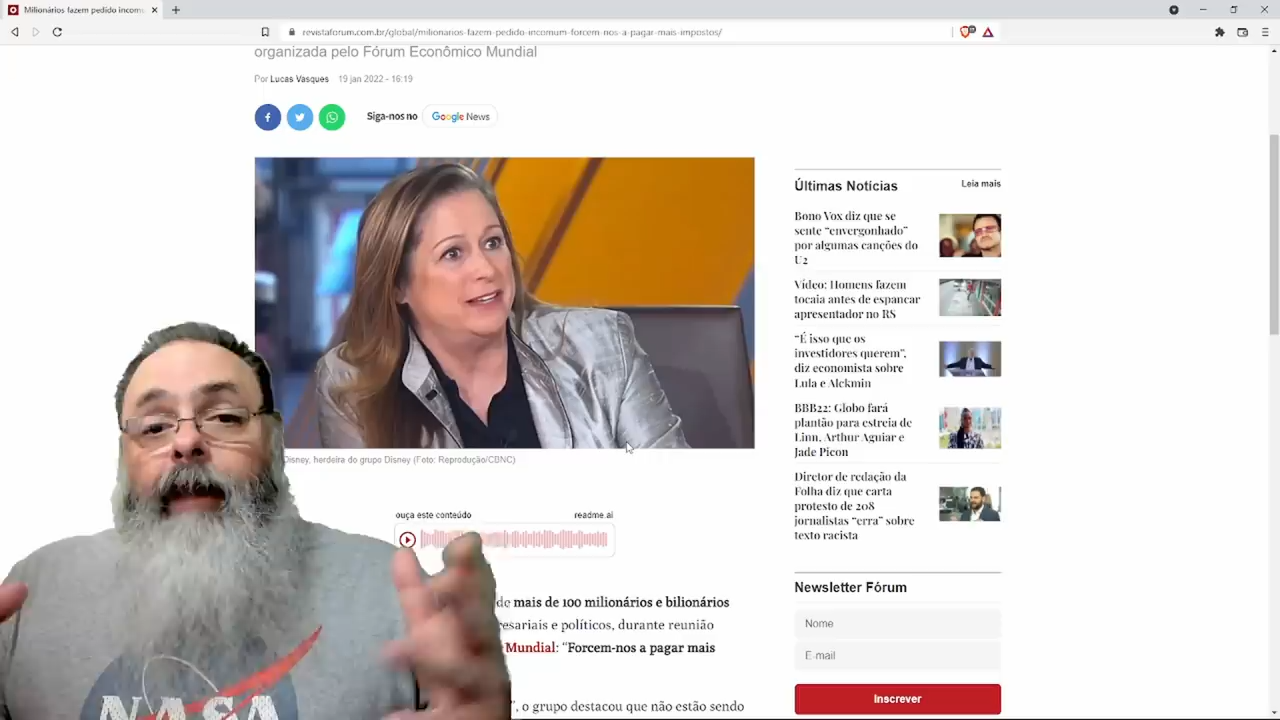 Milionários fazem pedido incom
revistaforum.com.br/global/milionarios-fazem-pedido-incomum-forcem-nos-a-pagar-mais-impostos/
organizada pelo Fórum Econômico Mundial
Por Lucas Vasques 19 jan 2022 - 16:19
Siga-nos no Google News
Disney, herdeira do grupo Disney (Foto: Reprodução/CBNC)
ouça este conteúdo readme.ai
de mais de 100 milionários e bilionários
esariais e políticos, durante reunião
Mundial: “Forcem-nos a pagar mais
”, o grupo destacou que não estão sendo
Últimas Notícias Leia mais
Bono Vox diz que se
sente “envergonhado”
por algumas canções do
U2
Vídeo: Homens fazem
tocaia antes de espancar
apresentador no RS
“É isso que os
investidores querem”,
diz economista sobre
Lula e Alckmin
BBB22: Globo fará
plantão para estreia de
Linn, Arthur Aguiar e
Jade Picon
Diretor de redação da
Folha diz que carta
protesto de 208
jornalistas “erra” sobre
texto racista
Newsletter Fórum
Nome
E-mail
Inscrever
NASA